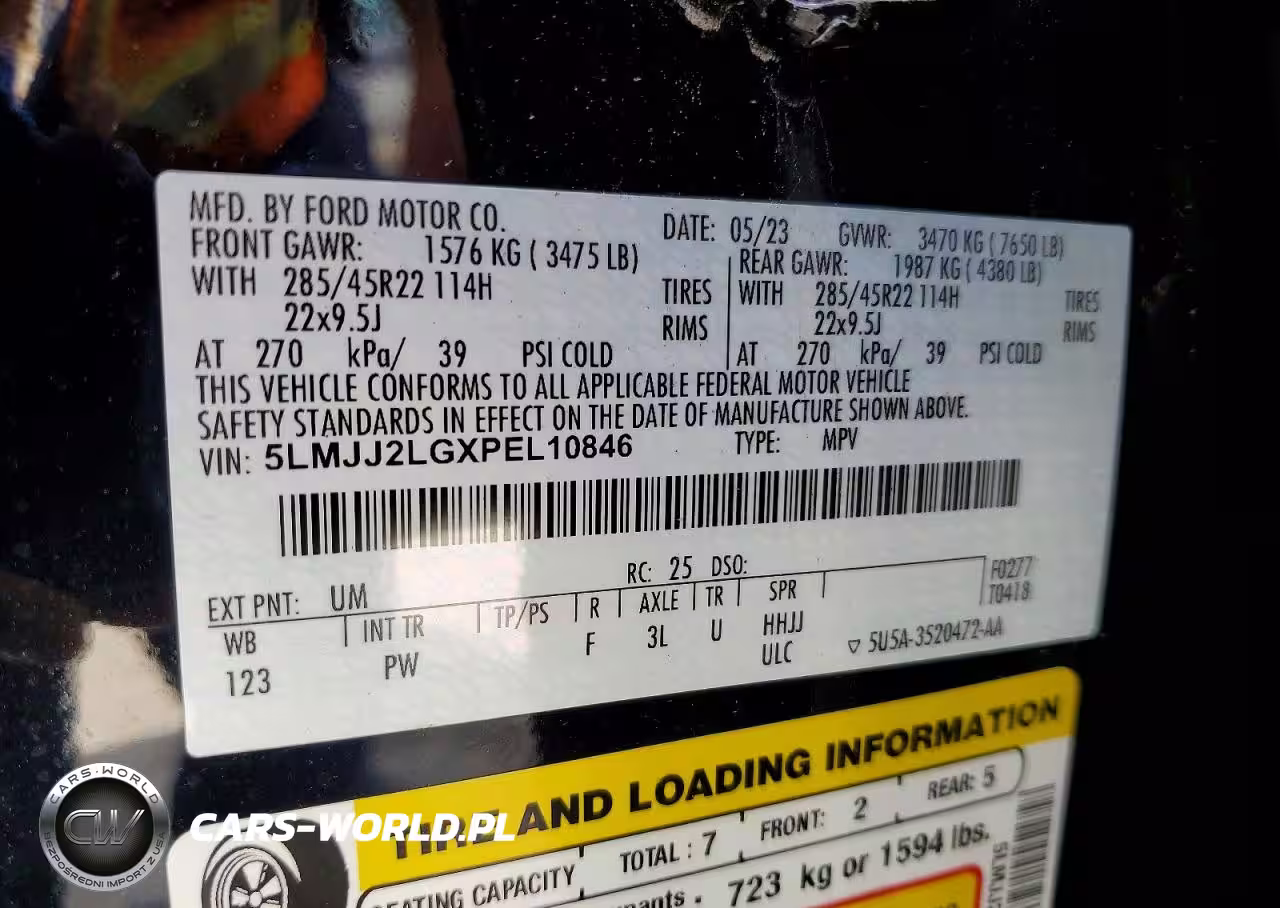 MFD. BY FORD MOTOR CO.
DATE: 05/23 GVWR: 3470 KG ( 7650 LB)
FRONT GAWR: 1576 KG ( 3475 LB)
REAR GAWR: 1987 KG ( 4380 LB)
WITH 285/45R22 114H TIRES
WITH 285/45R22 114H TIRES
22x9.5J RIMS
22x9.5J RIMS
AT 270 kPa/ 39 PSI COLD
AT 270 kPa/ 39 PSI COLD
THIS VEHICLE CONFORMS TO ALL APPLICABLE FEDERAL MOTOR VEHICLE
SAFETY STANDARDS IN EFFECT ON THE DATE OF MANUFACTURE SHOWN ABOVE.
VIN: 5LMJJ2LGXPEL10846 TYPE: MPV
EXT PNT: UM RC: 25 DSO: F0277
T0418
WB INT TR TP/PS R AXLE TR SPR
123 PW F 3L U HHJJ
ULC
▽ 5U5A-3520472-AA
TIRE AND LOADING INFORMATION
SEATING CAPACITY TOTAL : 7 FRONT: 2 REAR: 5
723 kg or 1594 lbs.
CARS-WORLD
CW
BEZPOŚREDNI IMPORT Z USA
CARS-WORLD.PL